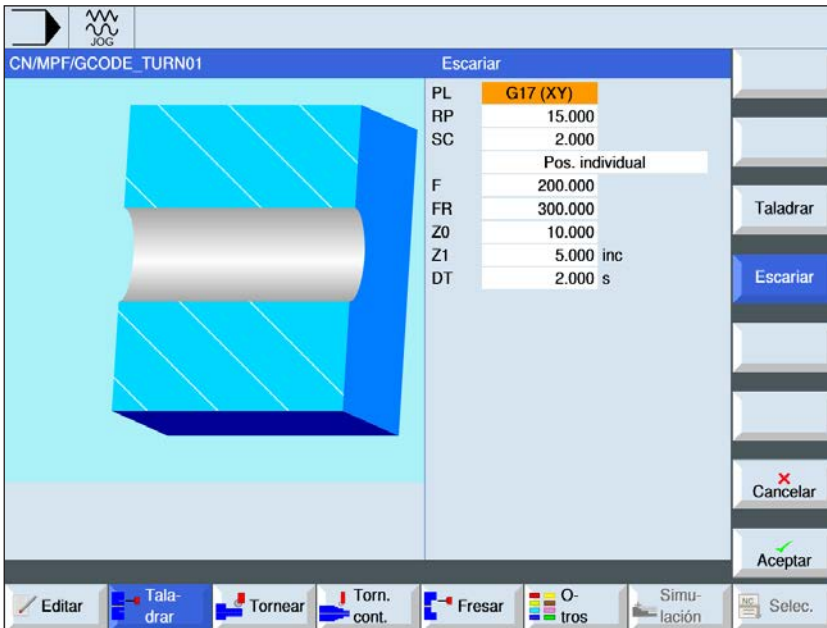 JOG
CN/MPF/GCODE_TURN01
Escariar
PL G17 (XY)
RP 15.000
SC 2.000
Pos. individual
F 200.000
FR 300.000
Z0 10.000
Z1 5.000 inc
DT 2.000 s
Taladrar
Escariar
Cancelar
Aceptar
Editar
Tala-
drar
Tornear
Torn.
cont.
Fresar
O-
tros
Simu-
lación
NC
Selec.